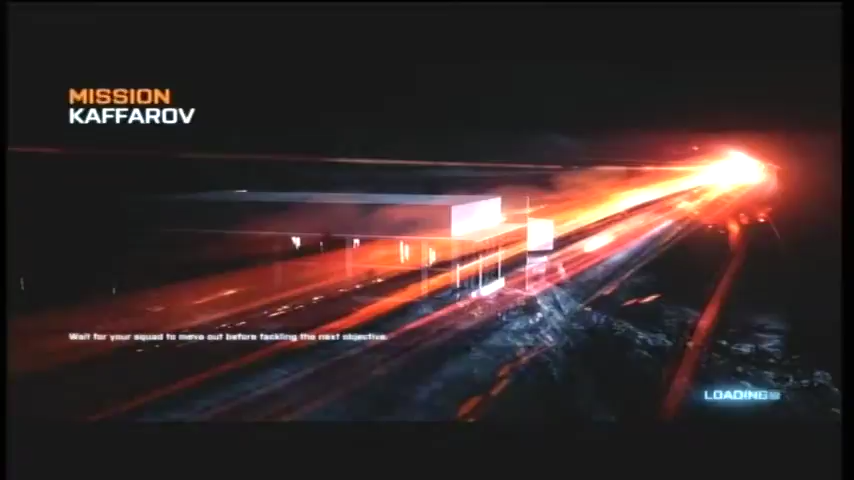 MISSION
KAFFAROV
Wait for your squad to move out before tackling the next objective.
LOADING